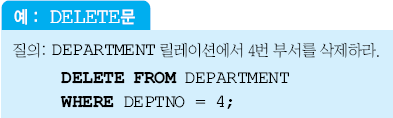 예 : DELETE문
질의: DEPARTMENT 릴레이션에서 4번 부서를 삭제하라.
DELETE FROM DEPARTMENT
WHERE DEPTNO = 4;